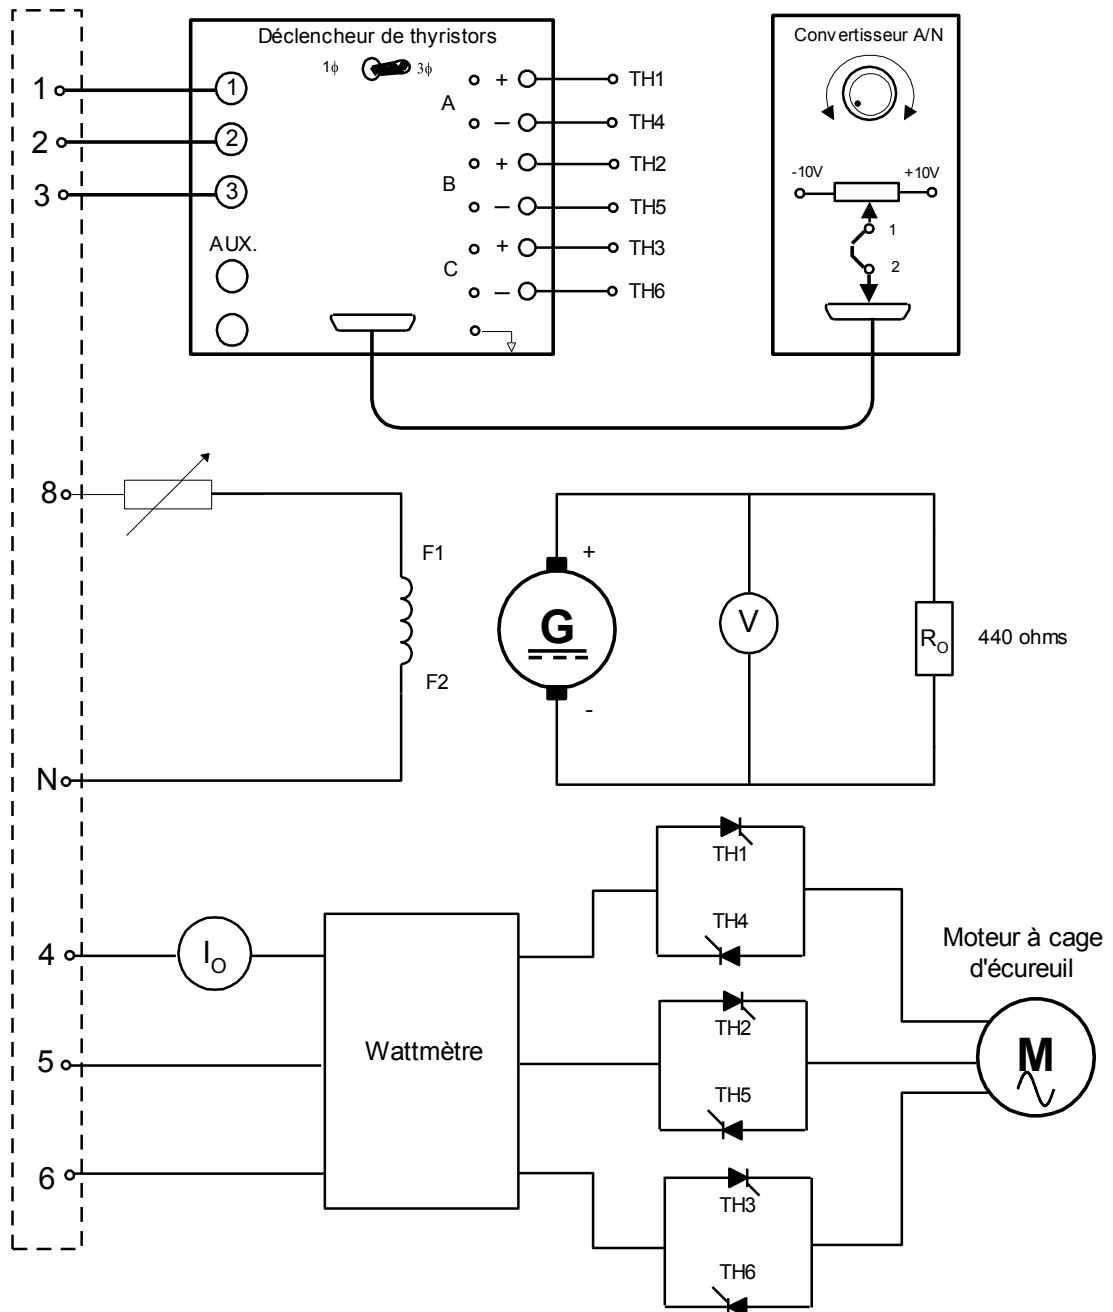 Déclencheur de thyristors
1ϕ
3ϕ
1
1
2
2
3
3
AUX.
A
+
–
B
+
–
C
+
–
TH1
TH4
TH2
TH5
TH3
TH6
Convertisseur A/N
-10V
+10V
1
2
8
F1
F2
N
+
G
-
V
RO
440 ohms
4
IO
5
6
Wattmètre
TH1
TH4
TH2
TH5
TH3
TH6
Moteur à cage
d'écureuil
M